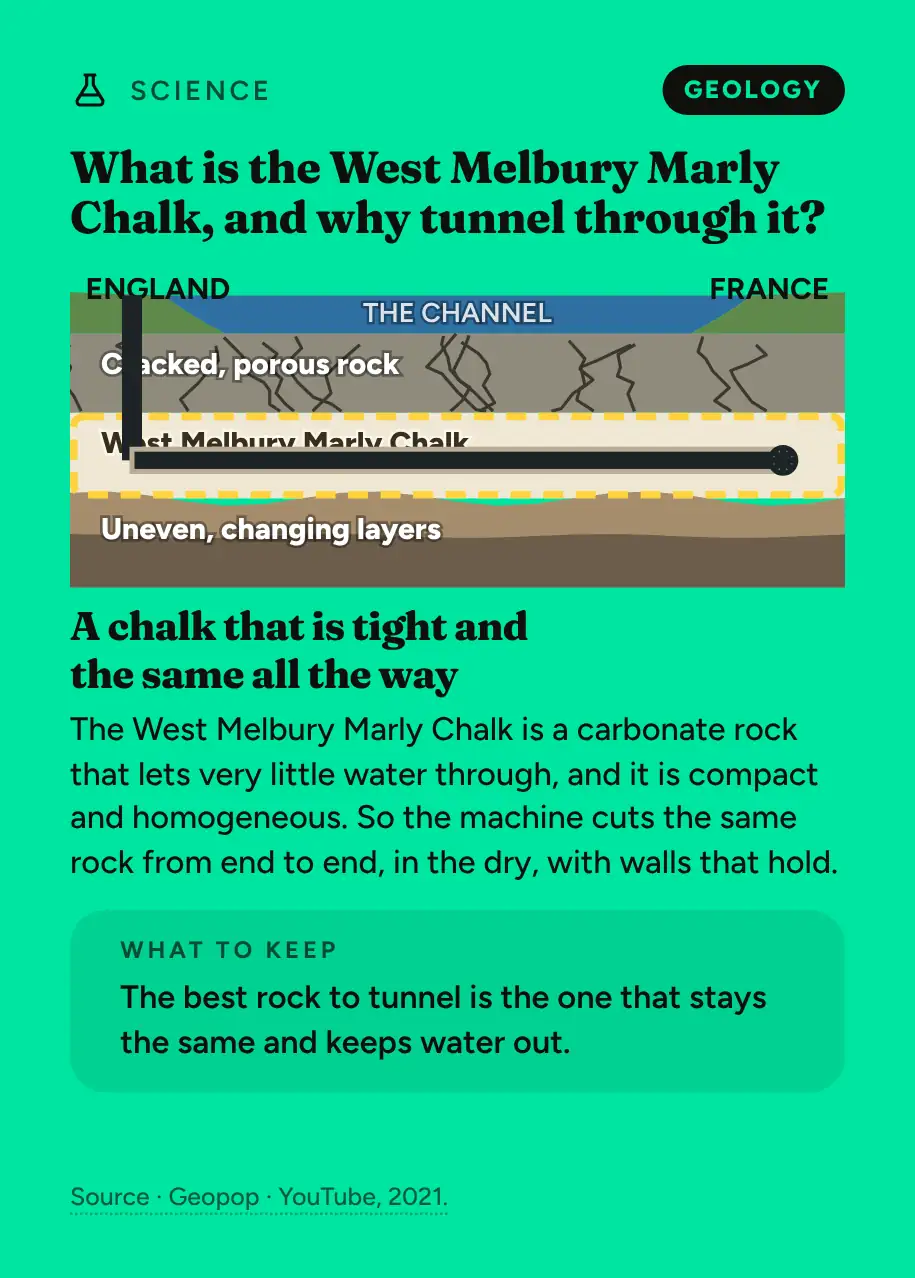 SCIENCE
GEOLOGY
What is the West Melbury Marly
Chalk, and why tunnel through it?
ENGLAND
FRANCE
THE CHANNEL
Cracked, porous rock
West Melbury Marly Chalk
Uneven, changing layers
A chalk that is tight and
the same all the way
The West Melbury Marly Chalk is a carbonate rock
that lets very little water through, and it is compact
and homogeneous. So the machine cuts the same
rock from end to end, in the dry, with walls that hold.
WHAT TO KEEP
The best rock to tunnel is the one that stays
the same and keeps water out.
Source · Geopop · YouTube, 2021.